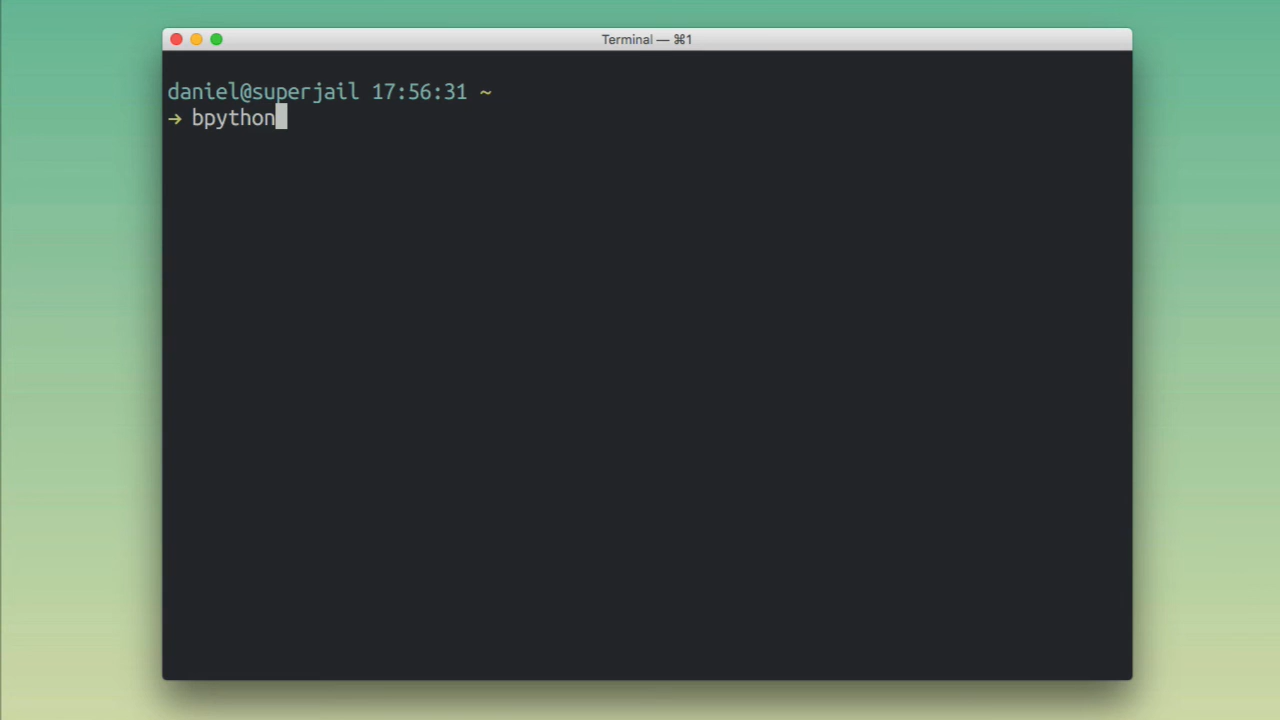 Terminal — ⌘1
daniel@superjail 17:56:31 ~
→ bpython